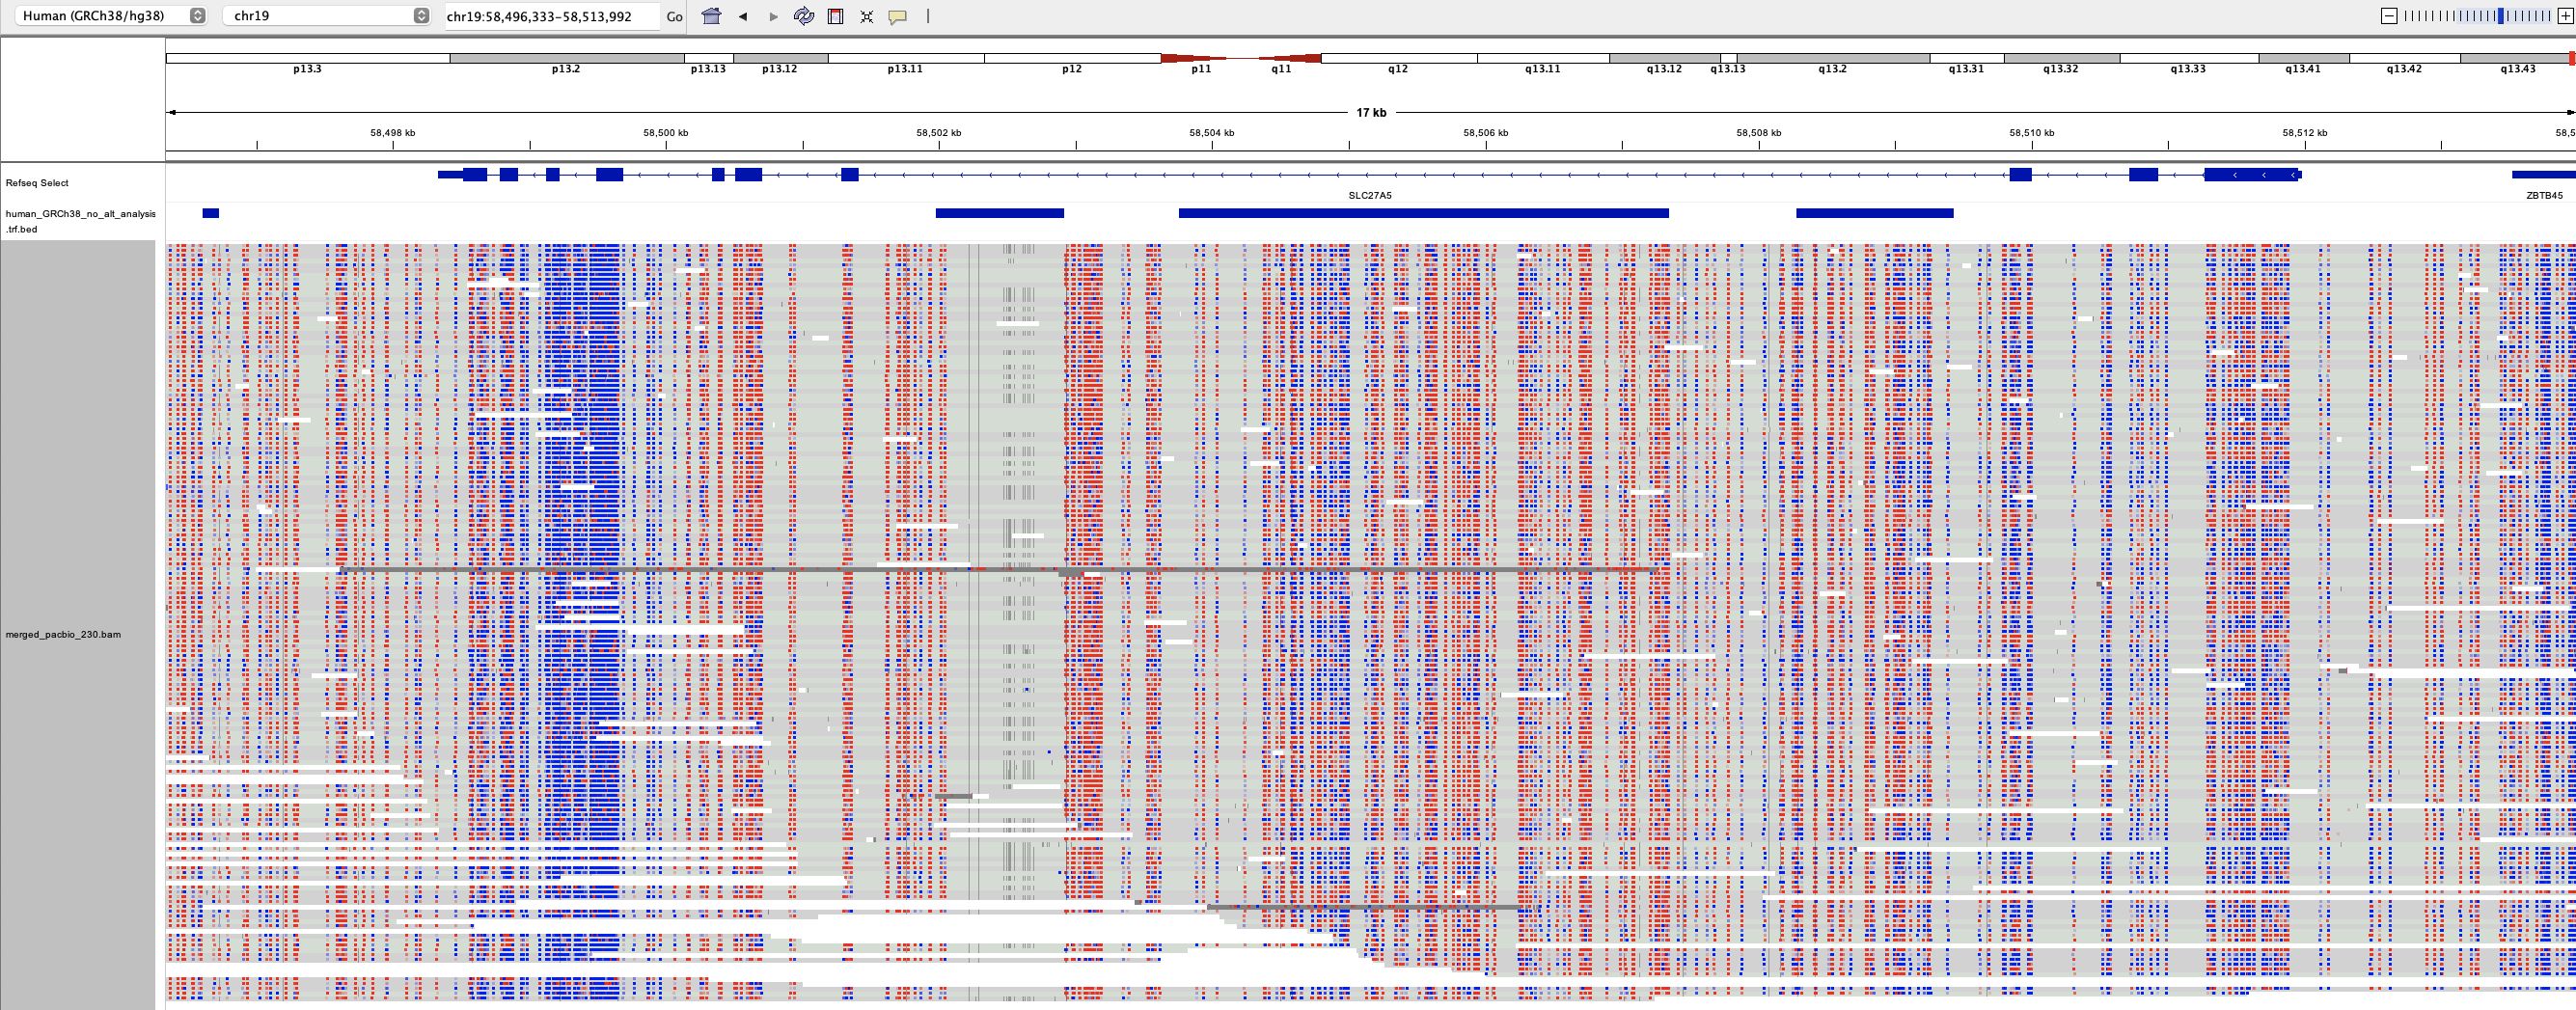 Human (GRCh38/hg38) chr19 chr19:58,496,333-58,513,992 Go
p13.3 p13.2 p13.13 p13.12 p13.11 p12 p11 q11 q12 q13.11 q13.12 q13.13 q13.2 q13.31 q13.32 q13.33 q13.41 q13.42 q13.43
17 kb
58,498 kb 58,500 kb 58,502 kb 58,504 kb 58,506 kb 58,508 kb 58,510 kb 58,512 kb 58,5
Refseq Select
SLC27A5 ZBTB45
human_GRCh38_no_alt_analysis
.trf.bed
merged_pacbio_230.bam